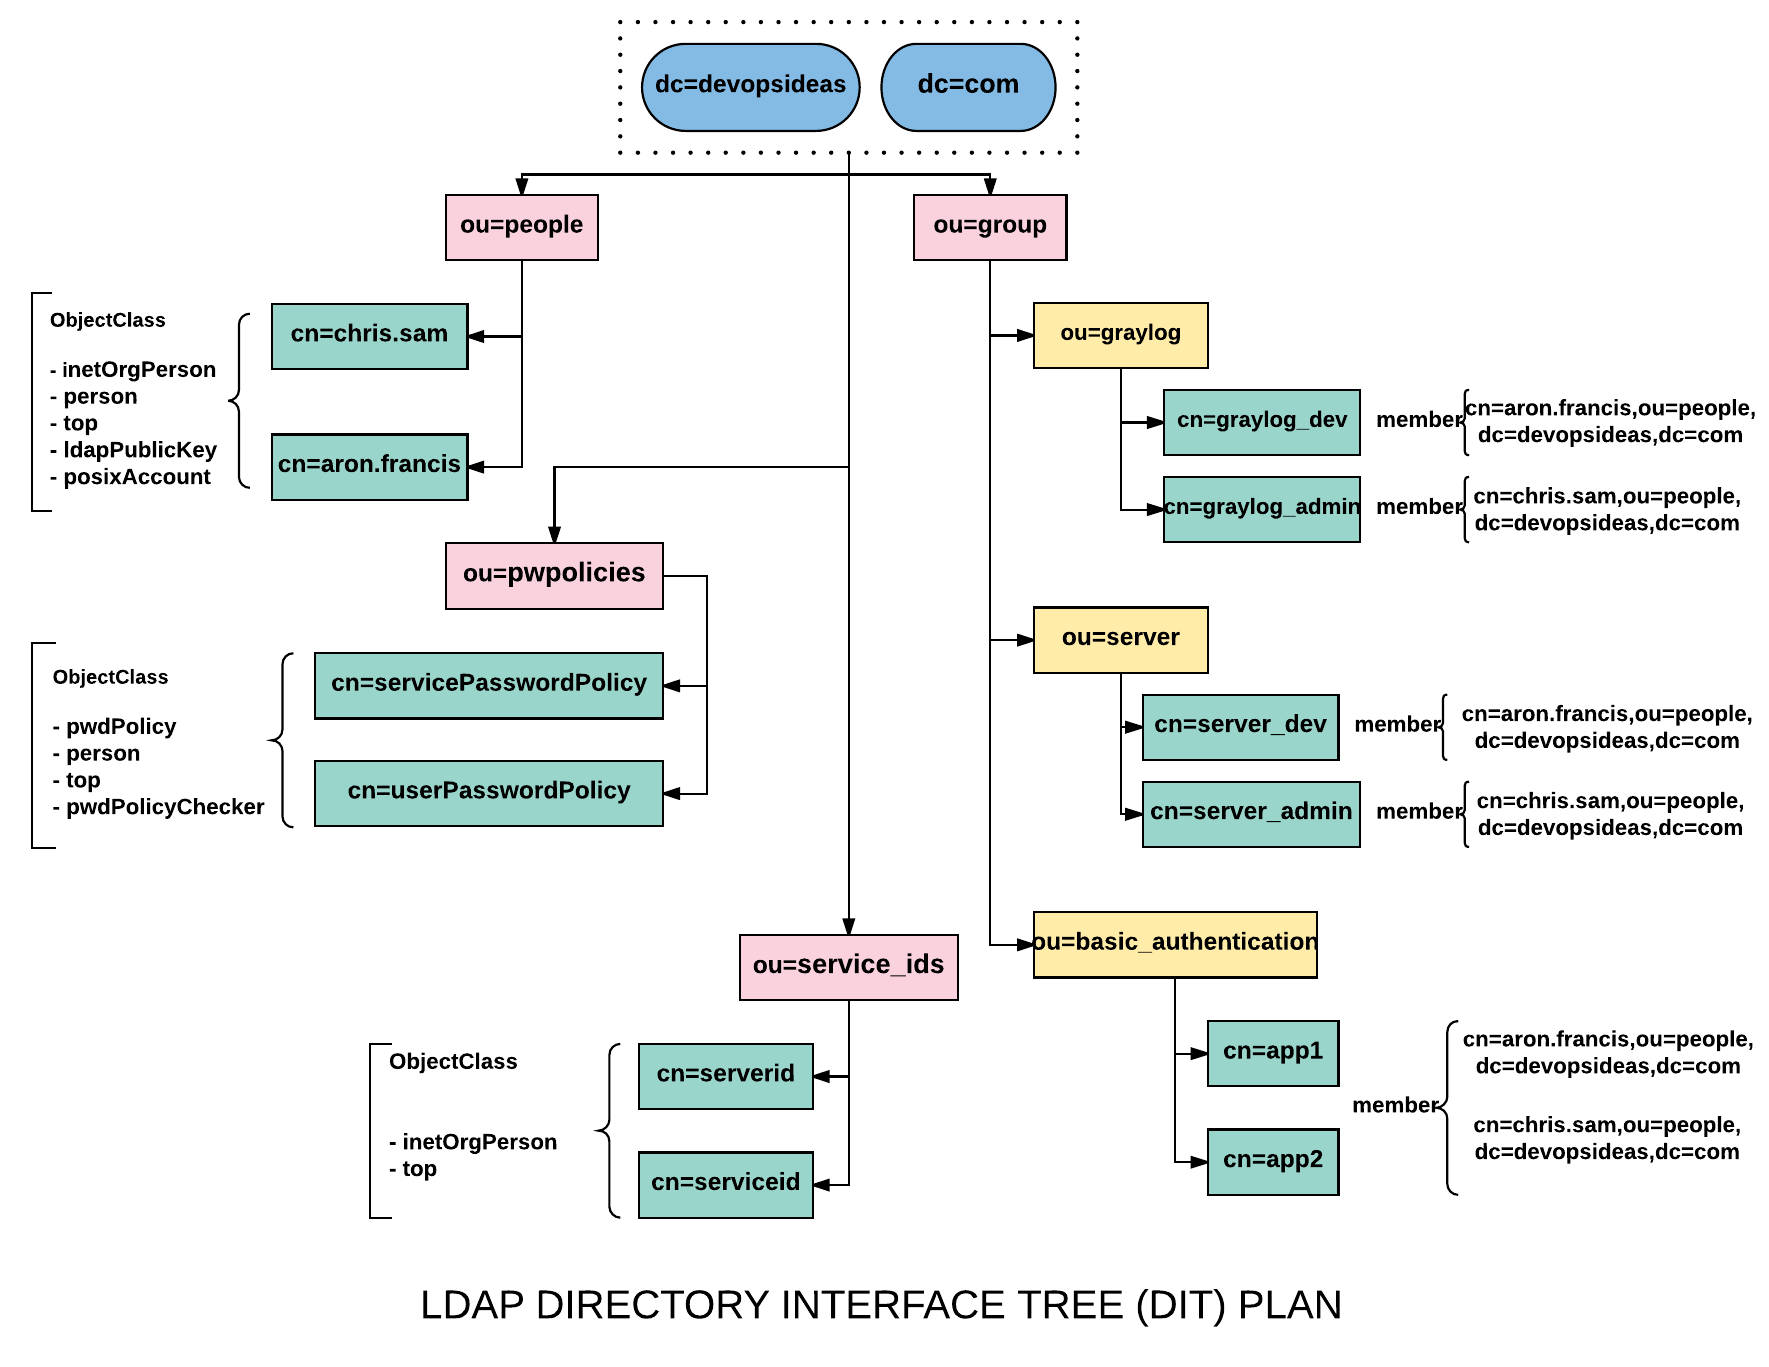 dc=devopsideas
dc=com
ou=people
ou=group
ObjectClass
- inetOrgPerson
- person
- top
- ldapPublicKey
- posixAccount
cn=chris.sam
cn=aron.francis
ou=graylog
cn=graylog_dev
member
cn=aron.francis,ou=people,
dc=devopsideas,dc=com
cn=graylog_admin
member
cn=chris.sam,ou=people,
dc=devopsideas,dc=com
ou=pwpolicies
ObjectClass
- pwdPolicy
- person
- top
- pwdPolicyChecker
cn=servicePasswordPolicy
cn=userPasswordPolicy
ou=server
cn=server_dev
member
cn=aron.francis,ou=people,
dc=devopsideas,dc=com
cn=server_admin
member
cn=chris.sam,ou=people,
dc=devopsideas,dc=com
ou=service_ids
ObjectClass
- inetOrgPerson
- top
cn=serverid
cn=serviceid
ou=basic_authentication
cn=app1
cn=app2
member
cn=aron.francis,ou=people,
dc=devopsideas,dc=com
cn=chris.sam,ou=people,
dc=devopsideas,dc=com
LDAP DIRECTORY INTERFACE TREE (DIT) PLAN